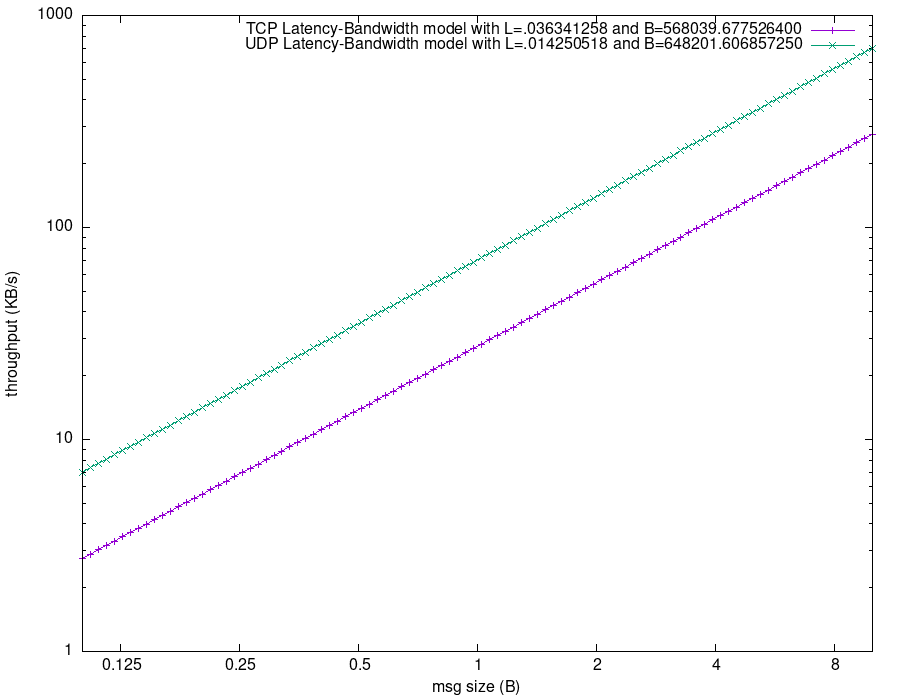 TCP Latency-Bandwidth model with L=.036341258 and B=568039.677526400
UDP Latency-Bandwidth model with L=.014250518 and B=648201.606857250
throughput (KB/s)
1000
100
10
1
0.125 0.25 0.5 1 2 4 8
msg size (B)